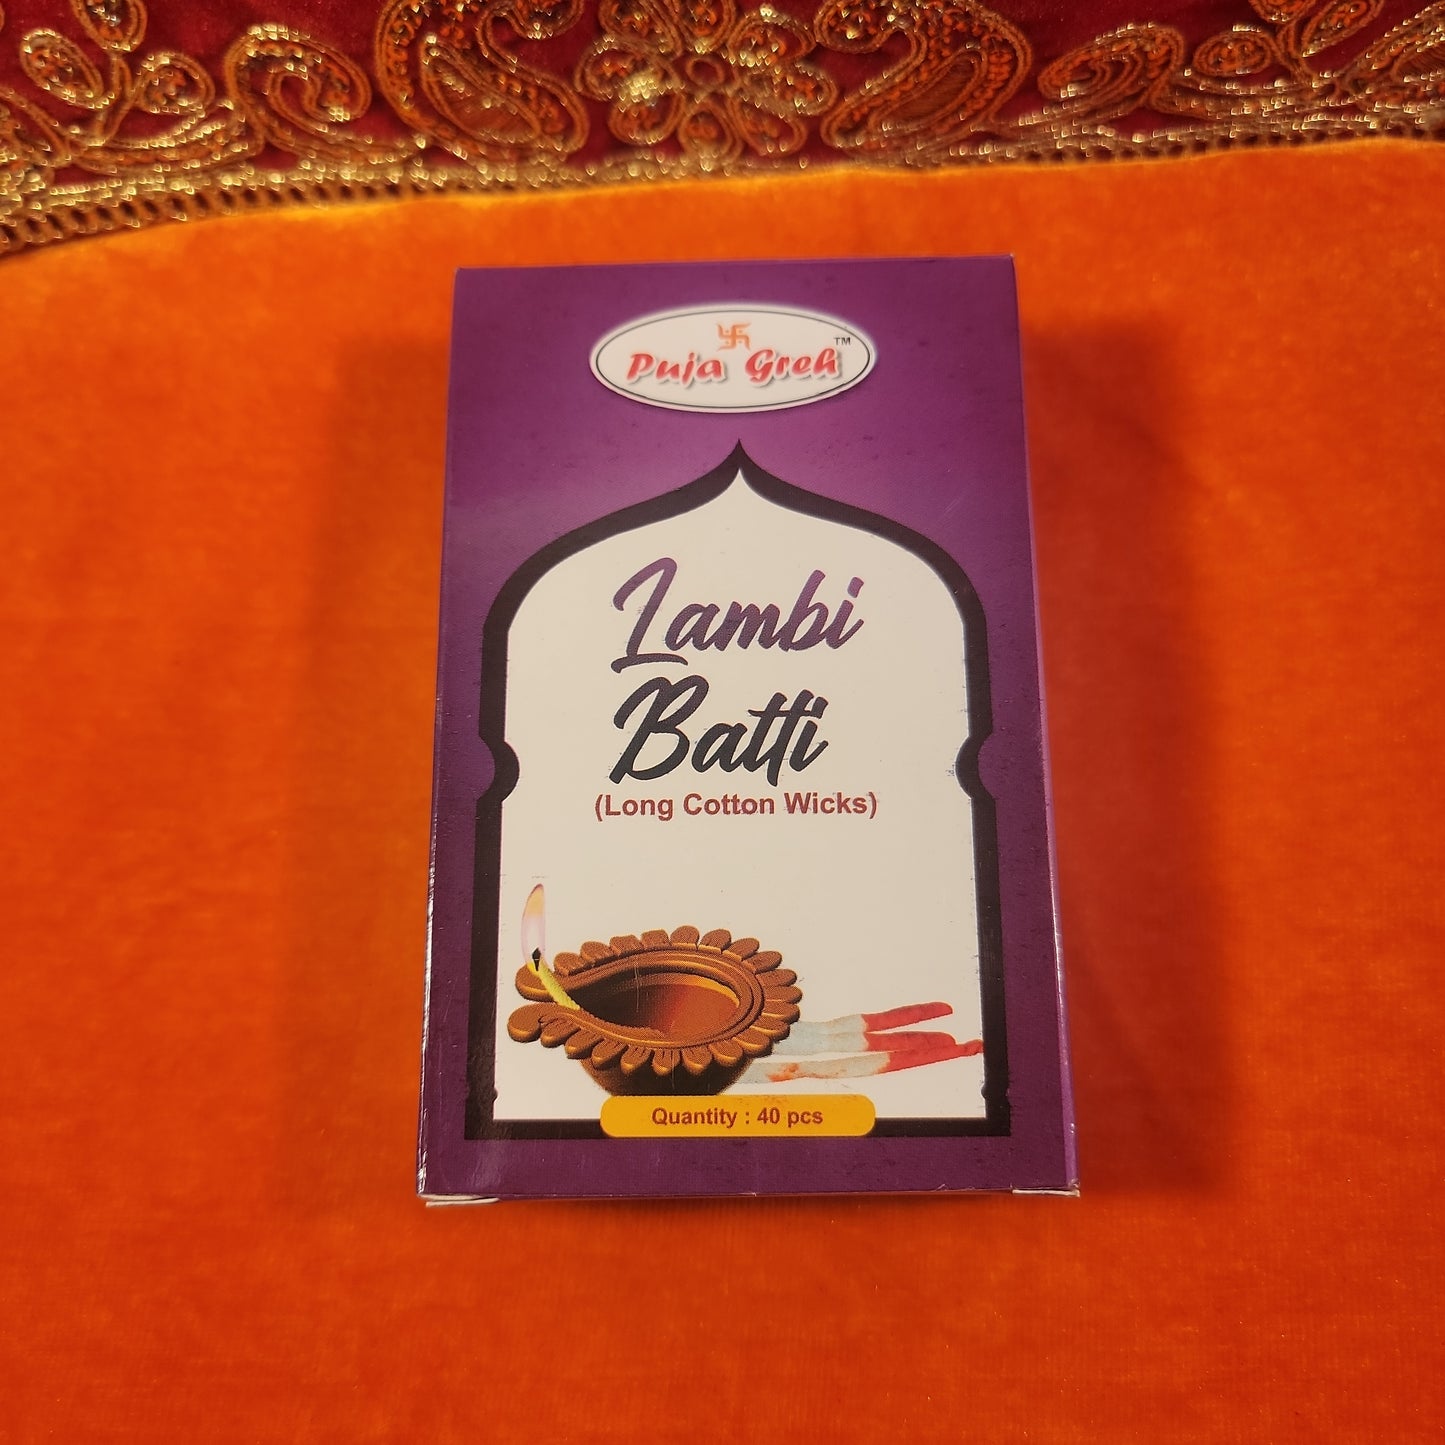 Puja Greh TM
Lambi
Batti
(Long Cotton Wicks)
Quantity : 40 pcs